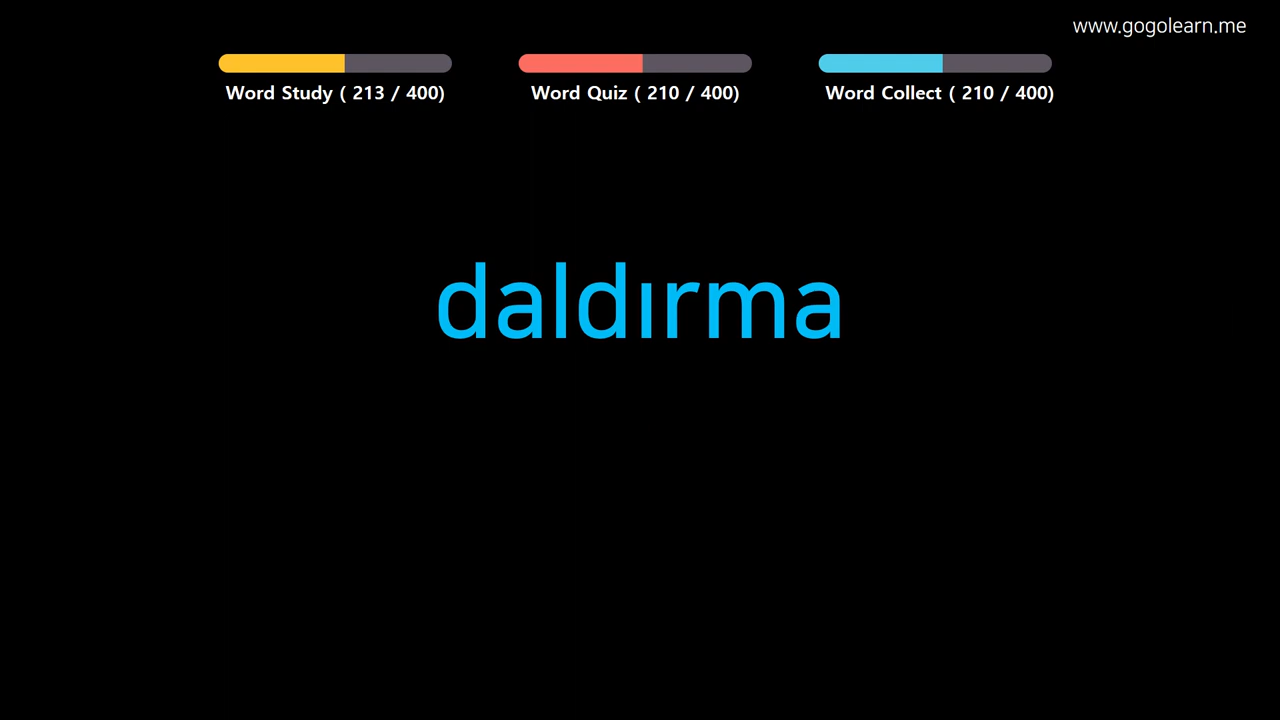 www.gogolearn.me
Word Study ( 213 / 400)
Word Quiz ( 210 / 400)
Word Collect ( 210 / 400)
daldırma